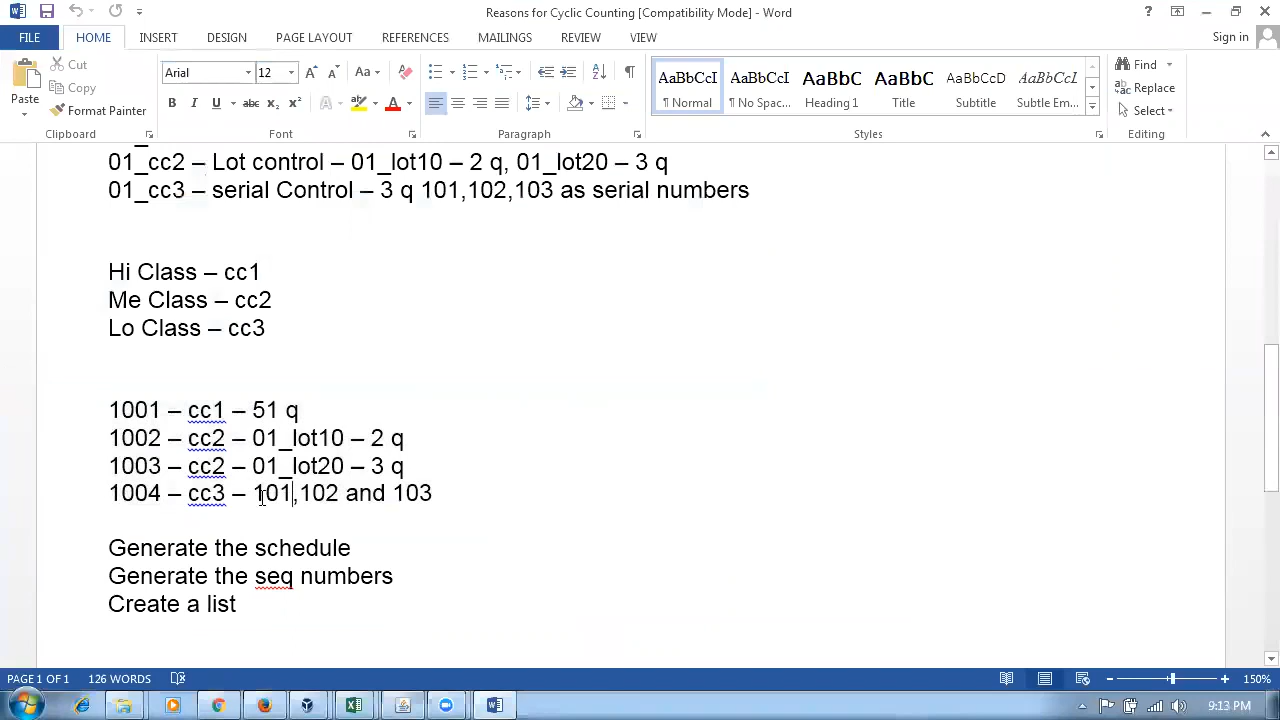 Reasons for Cyclic Counting [Compatibility Mode] - Word
Sign in
FILE HOME INSERT DESIGN PAGE LAYOUT REFERENCES MAILINGS REVIEW VIEW
Paste
Cut
Copy
Format Painter
Clipboard
Arial 12
Font
Paragraph
AaBbCcI AaBbCcI AaBbC AaBbC AaBbCcD AaBbCcI
¶ Normal ¶ No Spac... Heading 1 Title Subtitle Subtle Em...
Styles
Find
Replace
Select
Editing
01_cc2 – Lot control – 01_lot10 – 2 q, 01_lot20 – 3 q
01_cc3 – serial Control – 3 q 101,102,103 as serial numbers
Hi Class – cc1
Me Class – cc2
Lo Class – cc3
1001 – cc1 – 51 q
1002 – cc2 – 01_lot10 – 2 q
1003 – cc2 – 01_lot20 – 3 q
1004 – cc3 – 101,102 and 103
Generate the schedule
Generate the seq numbers
Create a list
PAGE 1 OF 1 126 WORDS 150%
9:13 PM